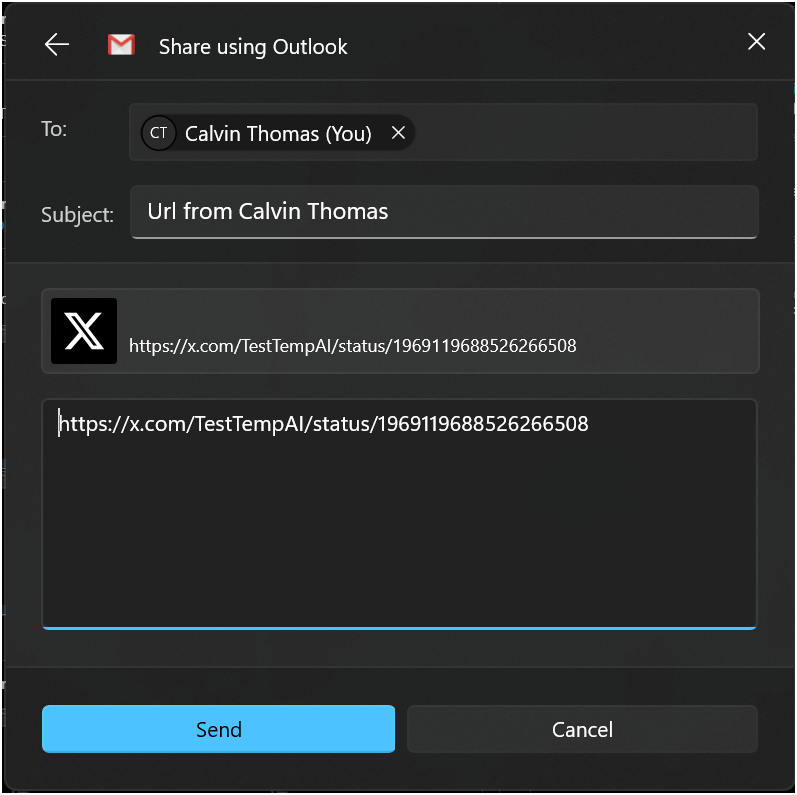 Share using Outlook
To:
CT Calvin Thomas (You)
Subject:
Url from Calvin Thomas
https://x.com/TestTempAI/status/1969119688526266508
https://x.com/TestTempAI/status/1969119688526266508
Send
Cancel